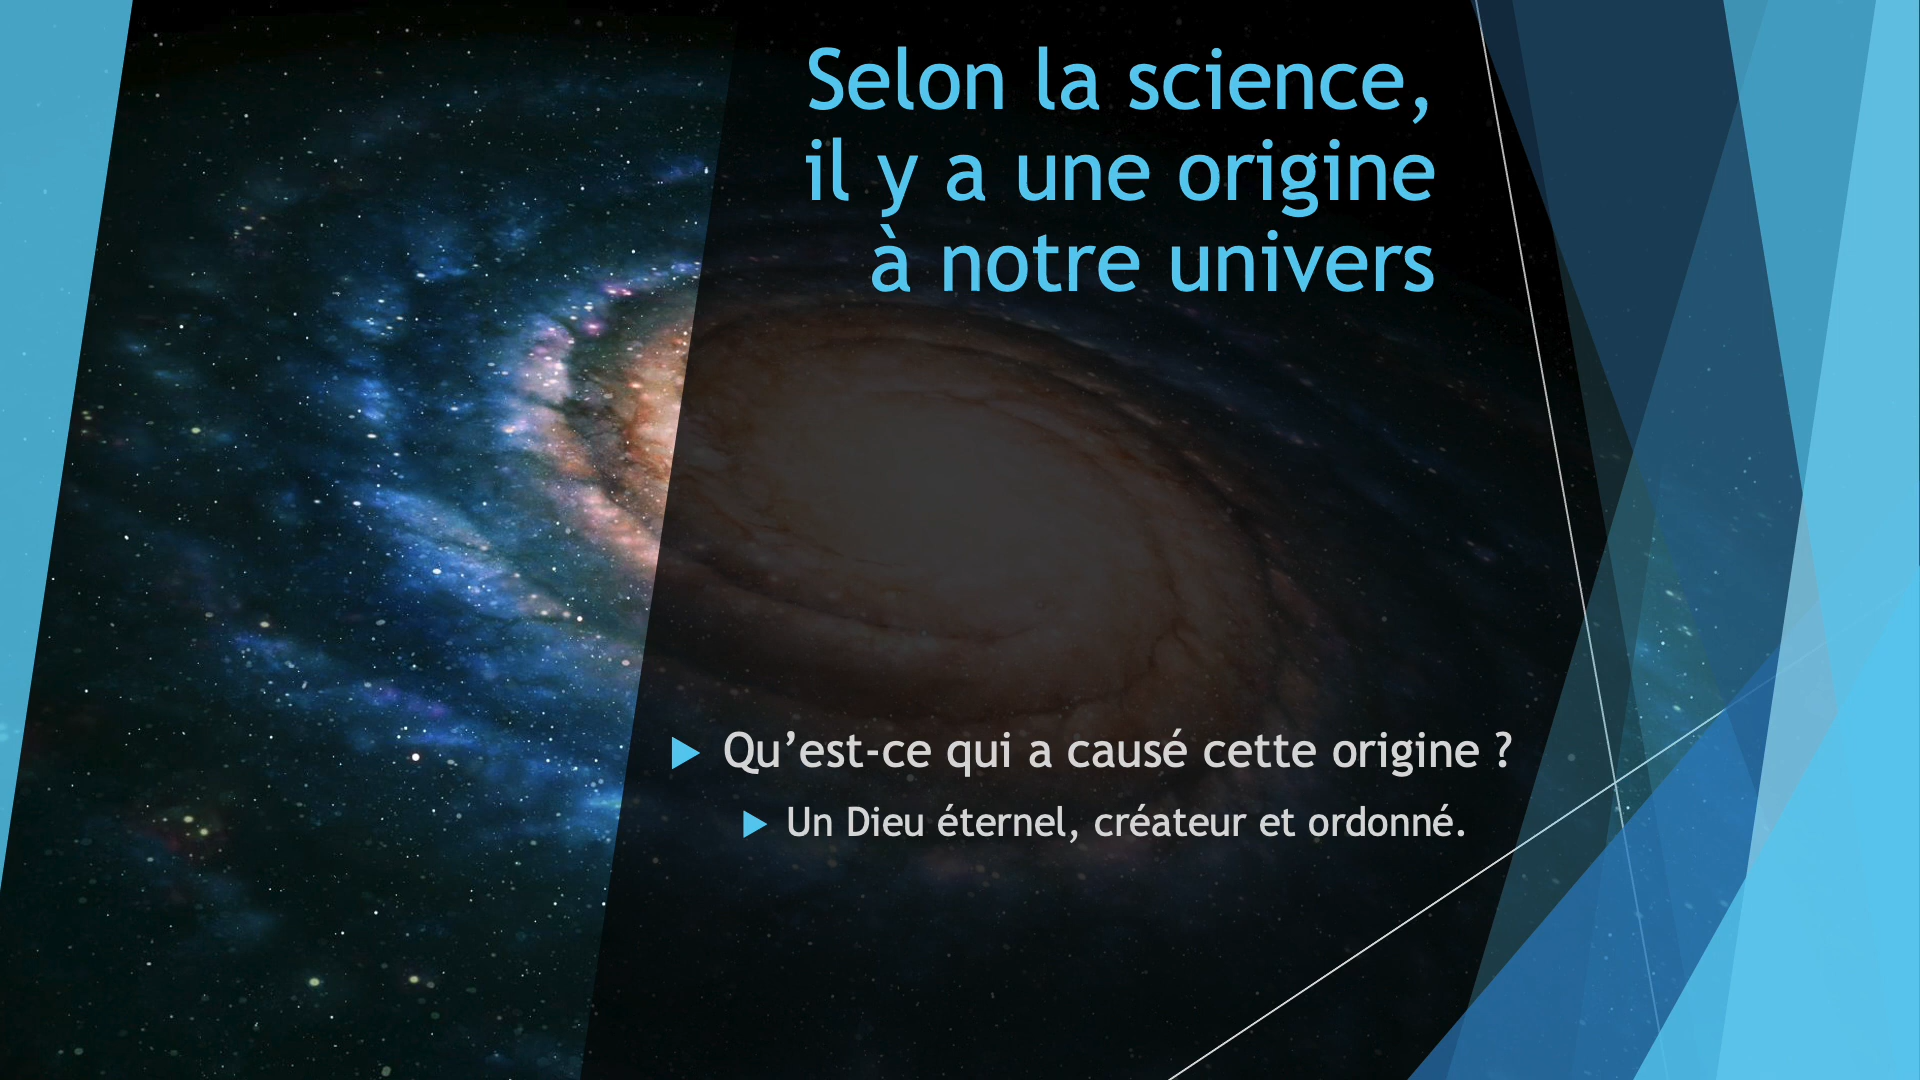 Selon la science,
il y a une origine
à notre univers
Qu’est-ce qui a causé cette origine ?
Un Dieu éternel, créateur et ordonné.